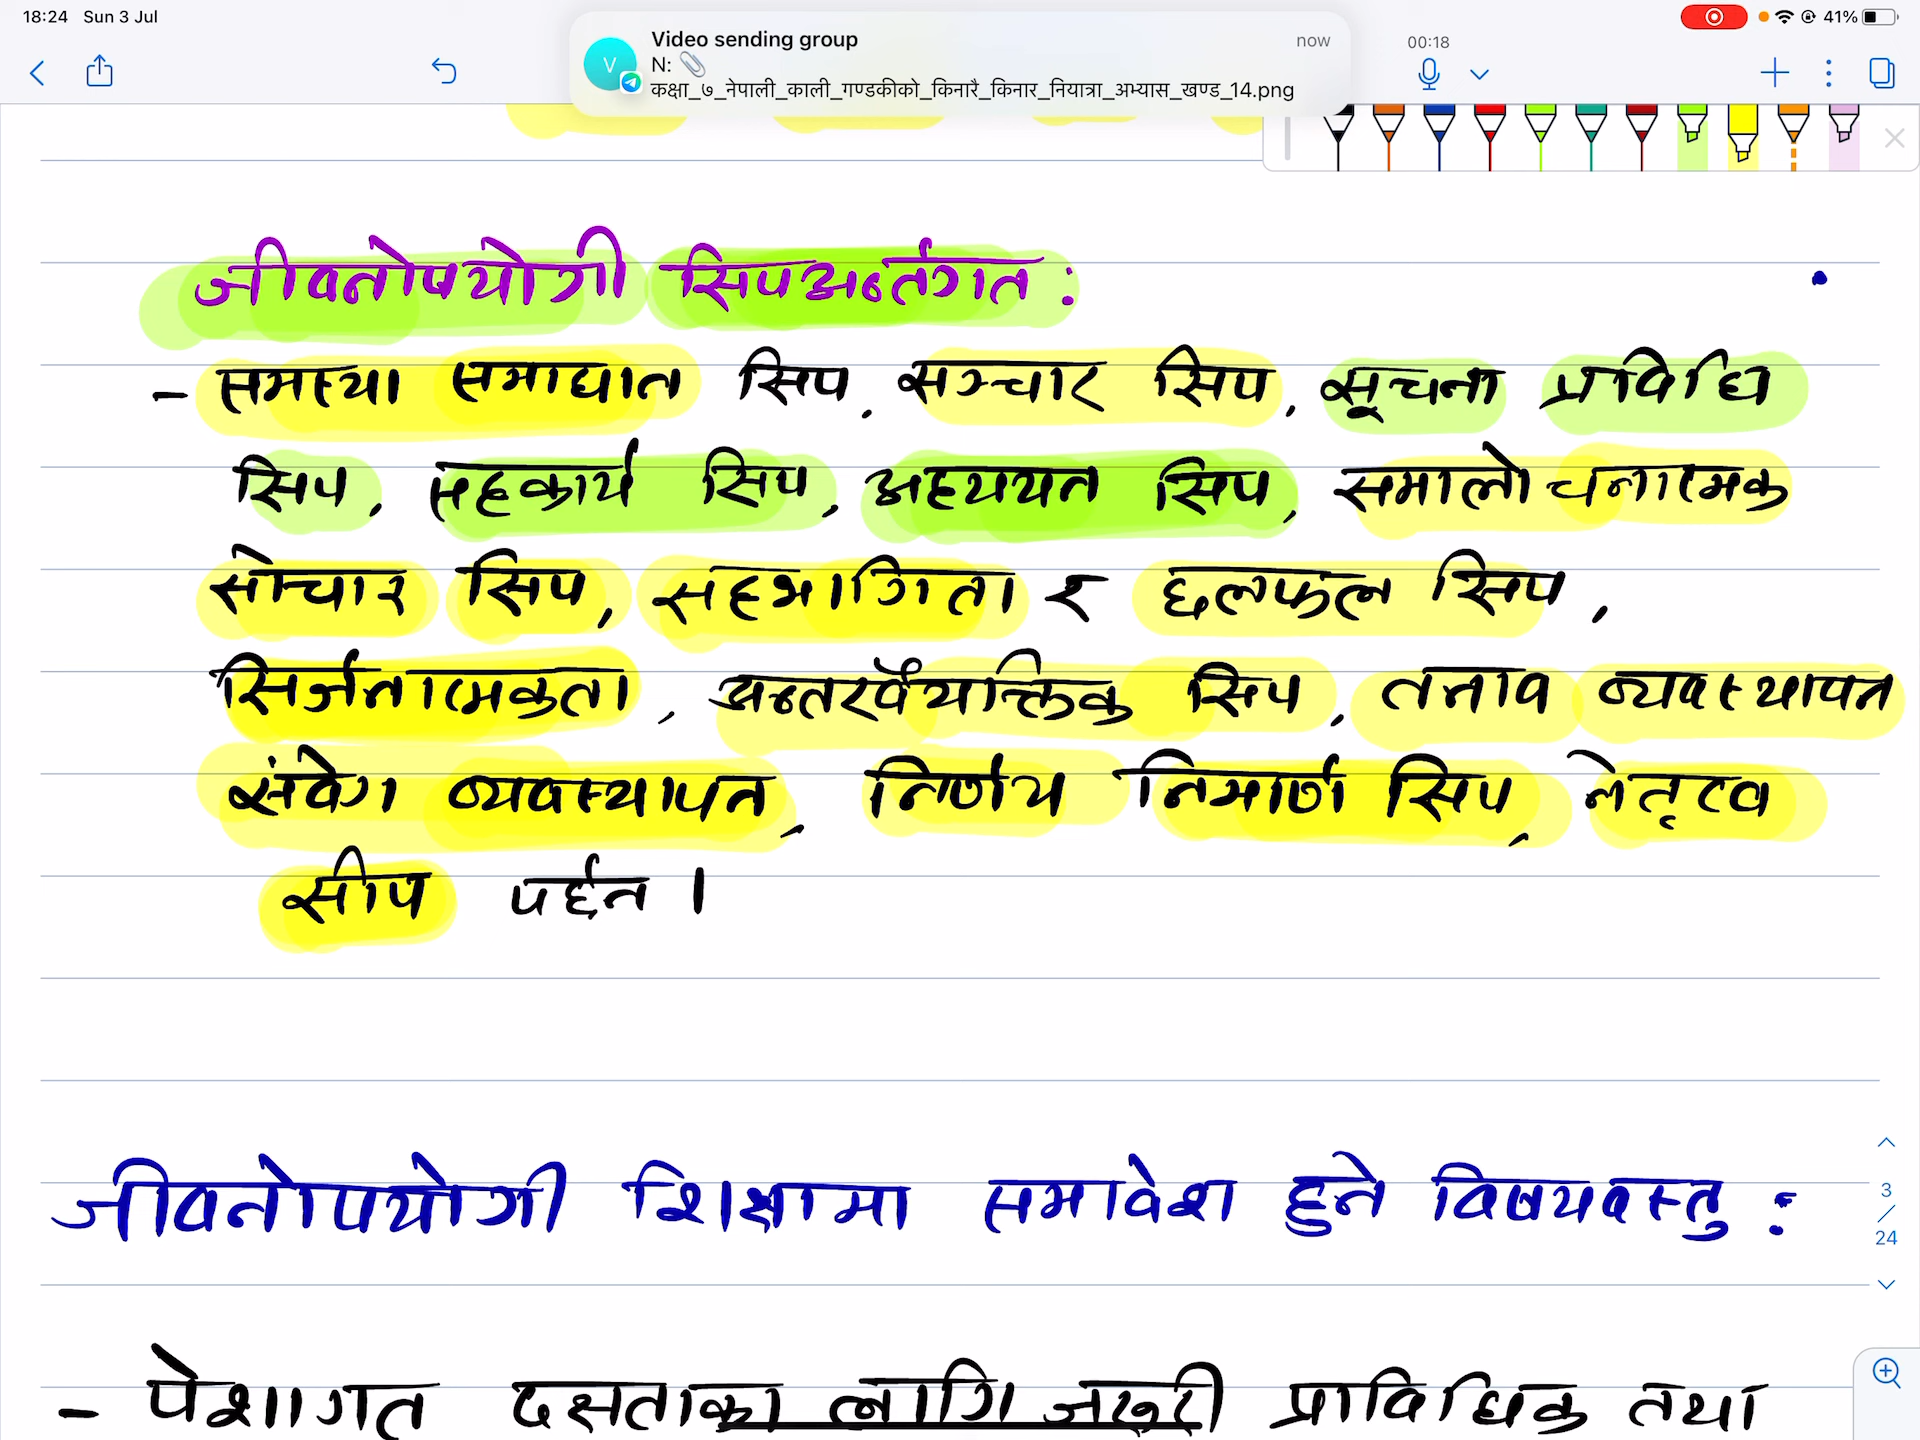 18:24 Sun 3 Jul
41%
Video sending group
now
N:
कक्षा_७_नेपाली_काली_गण्डकीको_किनारै_किनार_नियात्रा_अभ्यास_खण्ड_14.png
V
00:18
जीवनोपयोगी सिपअन्तर्गत :
- समस्या समाधान सिप, सञ्चार सिप, सूचना प्रविधि
सिप, सहकार्य सिप, अध्ययन सिप, समालोचनात्मक
सोचाइ सिप, सहभागिता र छलफल सिप,
सिर्जनात्मकता, अन्तरर्वैयक्तिक सिप, तनाव व्यवस्थापन
संवेग व्यवस्थापन, निर्णय निमार्ण सिप, नेतृत्व
सीप पर्दछन ।
जीवनोपयोगी शिक्षामा समावेश हुने विषयवस्तु :
3
/
24
- पेशागत दक्षताका लागि जरूरी प्राविधिक तथा